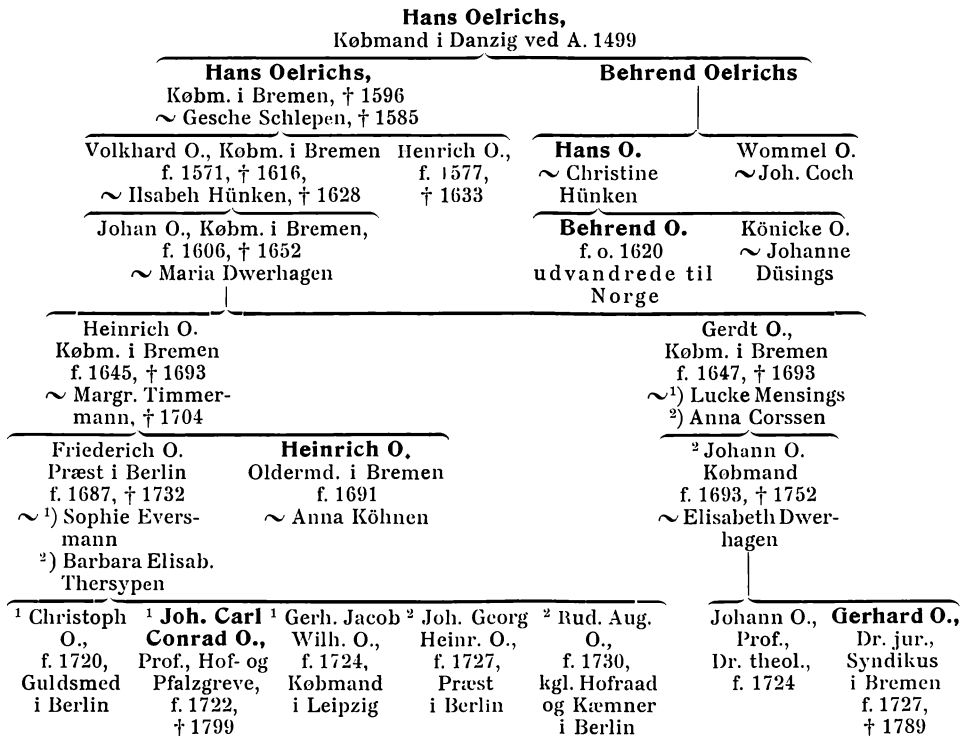 Hans Oelrichs,
Købmand i Danzig ved A. 1499
Hans Oelrichs,
Købm. i Bremen, † 1596
~ Gesche Schlepen, † 1585
Behrend Oelrichs
Volkhard O., Købm. i Bremen
f. 1571, † 1616,
~ Ilsabeh Hünken, † 1628
Henrich O.,
f. 1577,
† 1633
Hans O.
~ Christine
Hünken
Wommel O.
~ Joh. Coch
Johan O., Købm. i Bremen,
f. 1606, † 1652
~ Maria Dwerhagen
Behrend O.
f. o. 1620
udvandrede til
Norge
Könicke O.
~ Johanne
Düsings
Heinrich O.
Købm. i Bremen
f. 1645, † 1693
~ Margr. Timmer-
mann, † 1704
Gerdt O.,
Købm. i Bremen
f. 1647, † 1693
~ ¹) Lucke Mensings
²) Anna Corssen
Friederich O.
Præst i Berlin
f. 1687, † 1732
~ ¹) Sophie Evers-
mann
²) Barbara Elisab.
Thersypen
Heinrich O.
Oldermd. i Bremen
f. 1691
~ Anna Köhnen
² Johann O.
Købmand
f. 1693, † 1752
~ Elisabeth Dwer-
hagen
¹ Christoph
O.,
f. 1720,
Guldsmed
i Berlin
¹ Joh. Carl
Conrad O.,
Prof., Hof- og
Pfalzgreve,
f. 1722,
† 1799
¹ Gerh. Jacob
Wilh. O.,
f. 1724,
Købmand
i Leipzig
² Joh. Georg
Heinr. O.,
f. 1727,
Præst
i Berlin
² Rud. Aug.
O.,
f. 1730,
kgl. Hofraad
og Kæmner
i Berlin
Johann O.,
Prof.,
Dr. theol.,
f. 1724
Gerhard O.,
Dr. jur.,
Syndikus
i Bremen
f. 1727,
† 1789